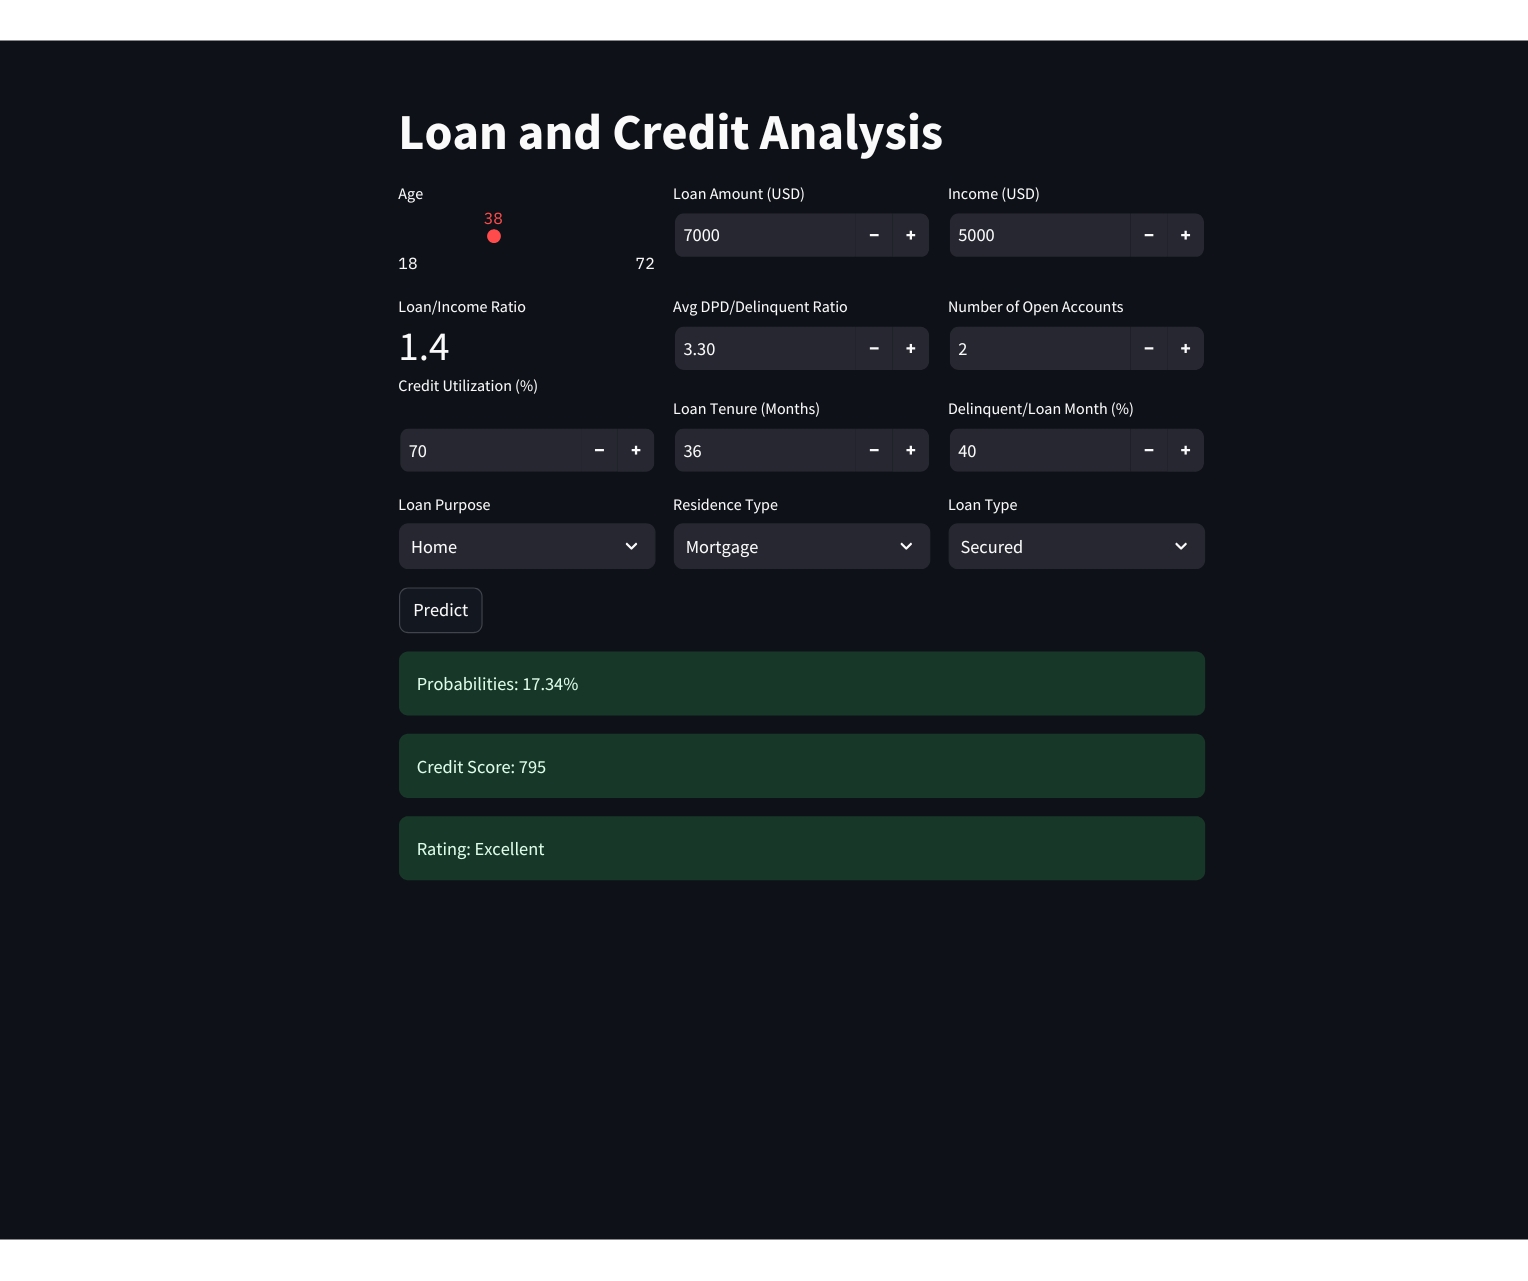 Loan and Credit Analysis
Age
38
18 72
Loan Amount (USD)
7000 − +
Income (USD)
5000 − +
Loan/Income Ratio
1.4
Avg DPD/Delinquent Ratio
3.30 − +
Number of Open Accounts
2 − +
Credit Utilization (%)
70 − +
Loan Tenure (Months)
36 − +
Delinquent/Loan Month (%)
40 − +
Loan Purpose
Home
Residence Type
Mortgage
Loan Type
Secured
Predict
Probabilities: 17.34%
Credit Score: 795
Rating: Excellent